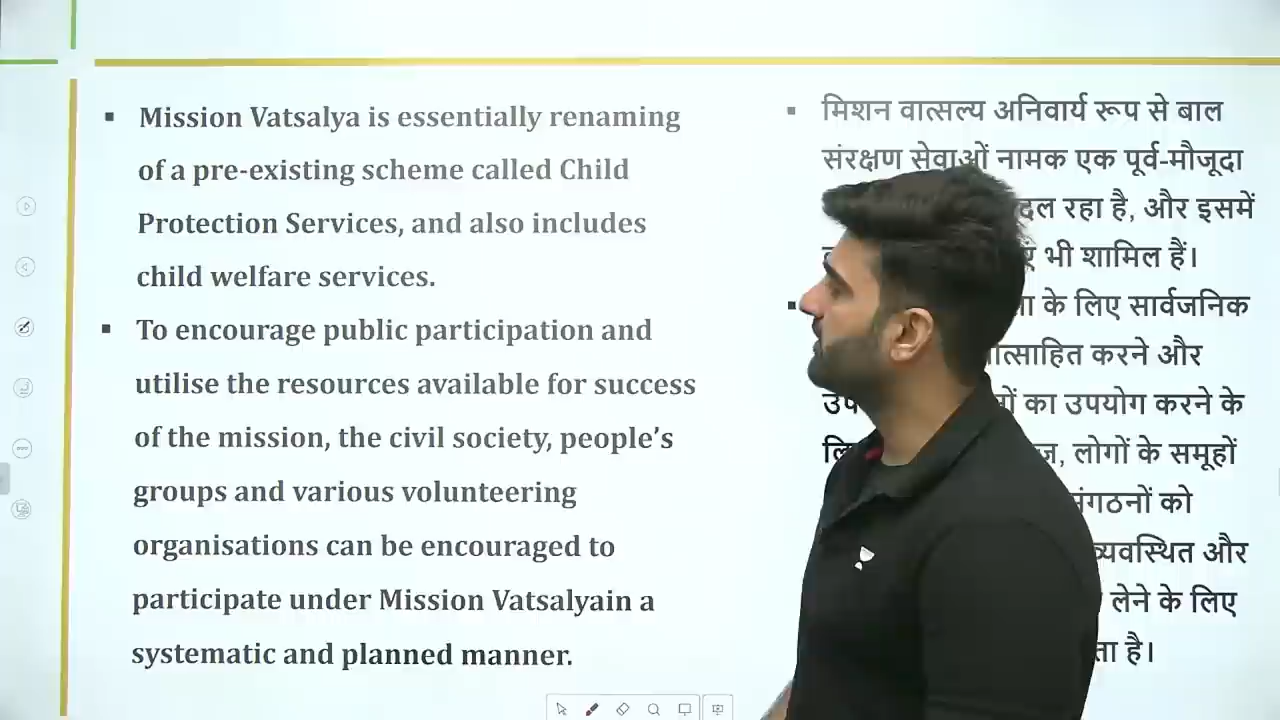 Mission Vatsalya is essentially renaming
of a pre-existing scheme called Child
Protection Services, and also includes
child welfare services.
To encourage public participation and
utilise the resources available for success
of the mission, the civil society, people's
groups and various volunteering
organisations can be encouraged to
participate under Mission Vatsalyain a
systematic and planned manner.
मिशन वात्सल्य अनिवार्य रूप से बाल
संरक्षण सेवाओं नामक एक पूर्व-मौजूदा
रहा है, और इसमें
भी शामिल हैं।
के लिए सार्वजनिक
करने और
का उपयोग करने के
लोगों के समूहों
को
व्यवस्थित और
लेने के लिए
है।